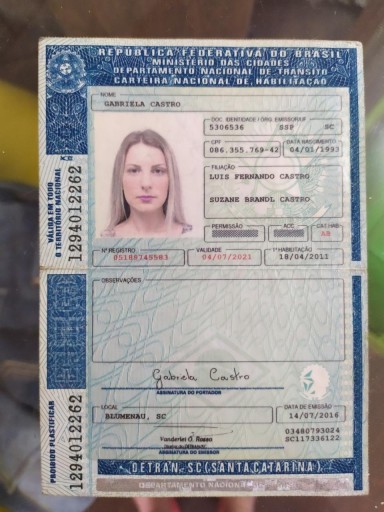 REPÚBLICA FEDERATIVA DO BRASIL
MINISTÉRIO DAS CIDADES
DEPARTAMENTO NACIONAL DE TRÂNSITO
CARTEIRA NACIONAL DE HABILITAÇÃO
NOME
GABRIELA CASTRO
DOC. IDENTIDADE / ÓRG. EMISSOR/UF
5306536 SSP SC
CPF DATA NASCIMENTO
086.355.769-42 04/01/1993
FILIAÇÃO
LUIS FERNANDO CASTRO
SUZANE BRANDL CASTRO
PERMISSÃO ACC CAT.HAB.
AB
Nº REGISTRO VALIDADE 1ª HABILITAÇÃO
05188745583 04/07/2021 18/04/2011
VÁLIDA EM TODO
O TERRITÓRIO NACIONAL
1294012262
OBSERVAÇÕES
Gabriela Castro
ASSINATURA DO PORTADOR
LOCAL DATA DE EMISSÃO
BLUMENAU, SC 14/07/2016
03480793024
SC117336122
Vanderlei O. Rosso
ASSINATURA DO EMISSOR
PROIBIDO PLASTIFICAR
1294012262
DETRAN, SC (SANTA CATARINA)
DEPARTAMENTO NACIONAL